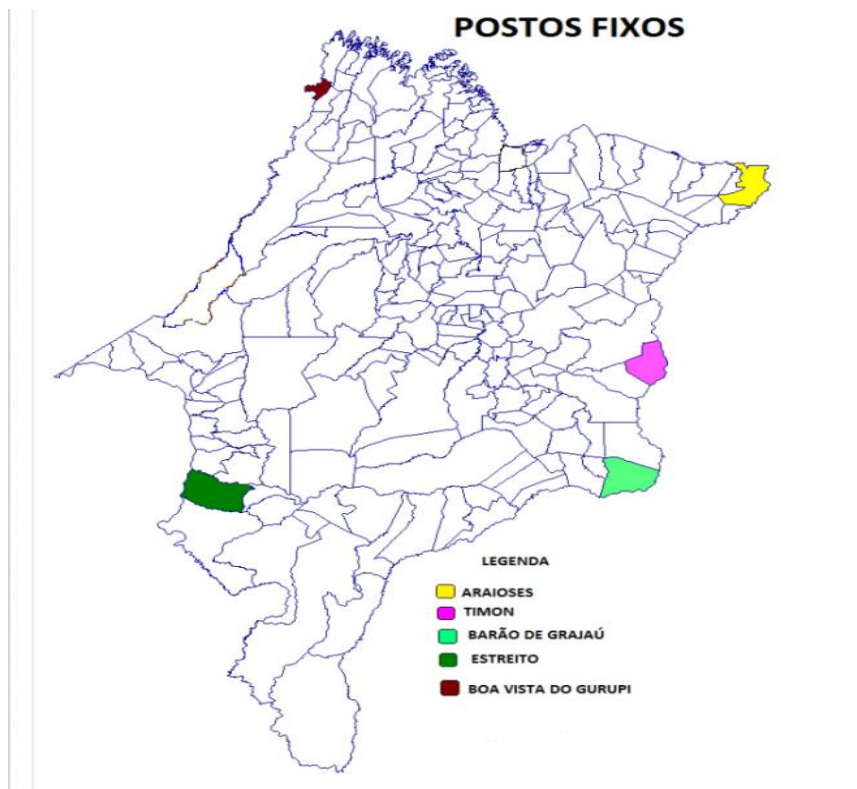 POSTOS FIXOS
LEGENDA
ARAIOSES
TIMON
BARÃO DE GRAJAÚ
ESTREITO
BOA VISTA DO GURUPI